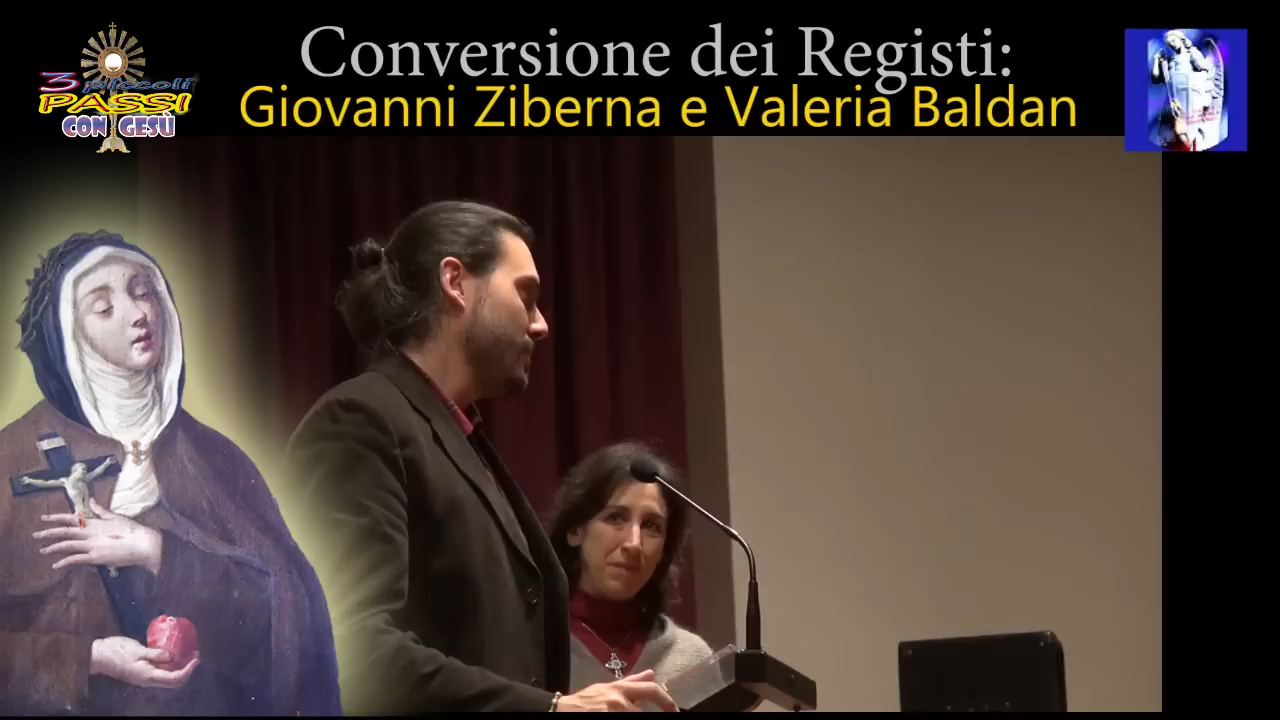 Conversione dei Registi:
Giovanni Ziberna e Valeria Baldan
3 piccoli
PASSI
CON GESÙ